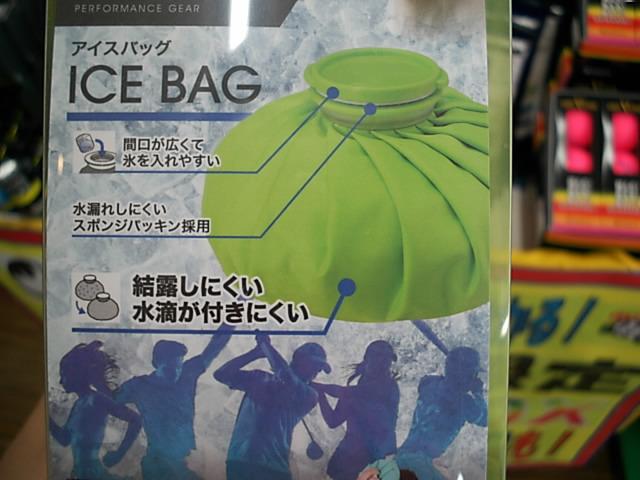 PERFORMANCE GEAR
アイスバッグ
ICE BAG
間口が広くて
氷を入れやすい
水漏れしにくい
スポンジパッキン採用
結露しにくい
水滴が付きにくい